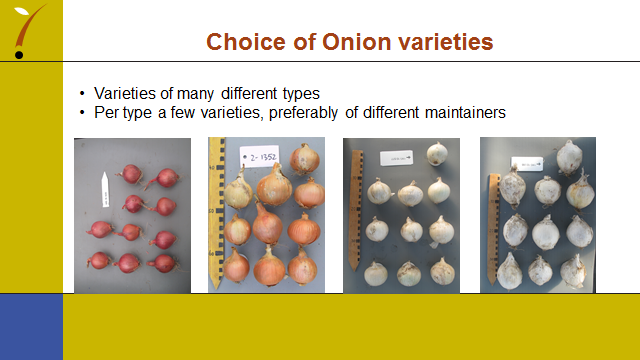 Choice of Onion varieties
• Varieties of many different types
• Per type a few varieties, preferably of different maintainers
2-1352